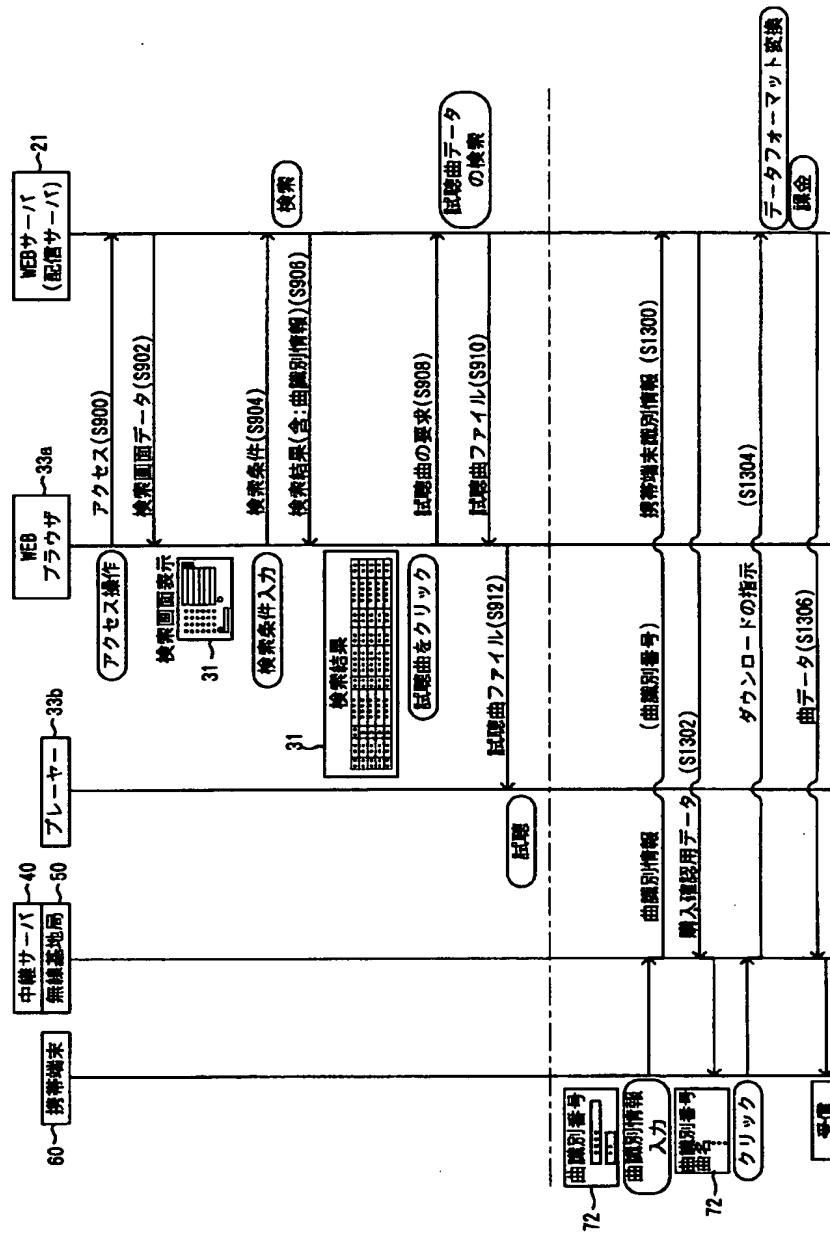 60
携帯端末
中継サーバ
40
無線基地局
50
プレーヤー
33b
WEB
ブラウザ
33a
WEBサーバ
(配信サーバ)
21
アクセス操作
アクセス(S900)
検索画面データ(S902)
検索画面表示
31
検索条件入力
検索条件(S904)
検索
検索結果(含:曲識別情報)(S906)
検索結果
31
試聴曲をクリック
試聴曲の要求(S908)
試聴曲データ
の検索
試聴曲ファイル(S910)
試聴曲ファイル(S912)
試聴
曲識別番号
72
曲識別情報
入力
曲識別情報
(曲識別番号)
携帯端末識別情報 (S1300)
購入確認用データ (S1302)
曲識別番号
曲名
72
クリック
ダウンロードの指示
(S1304)
データフォーマット変換
課金
曲データ(S1306)
受信